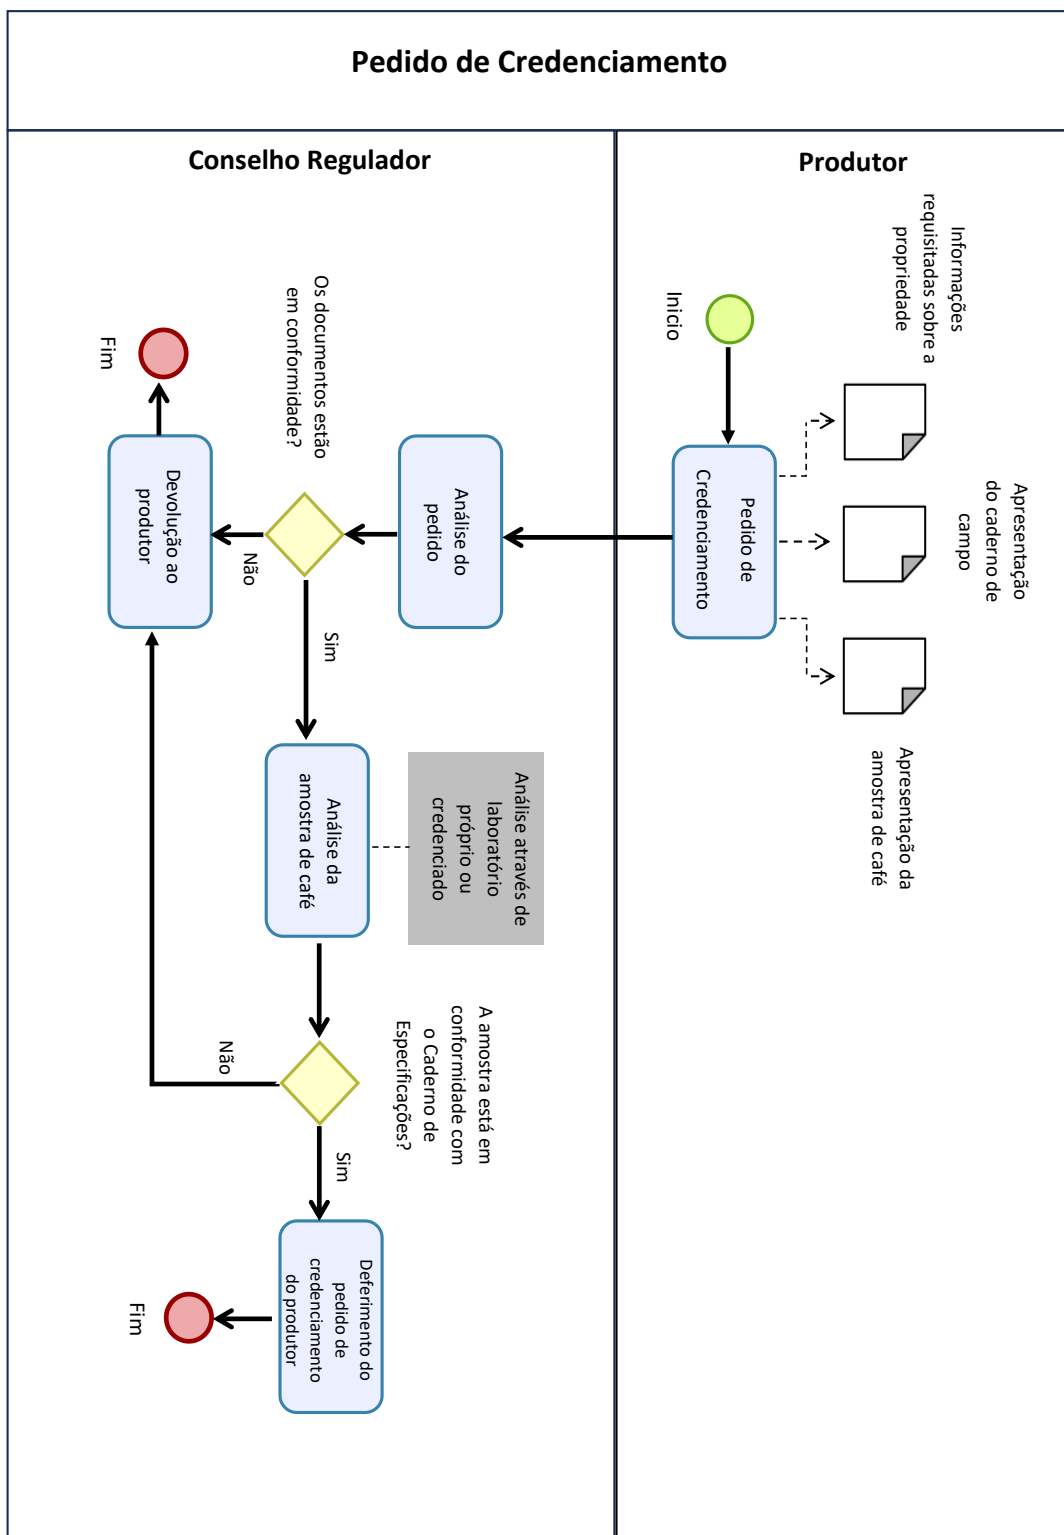 Pedido de Credenciamento
Produtor
Conselho Regulador
Informações
requisitadas sobre a
propriedade
Inicio
Apresentação
do caderno de
campo
Apresentação da
amostra de café
Pedido de
Credenciamento
Análise do
pedido
Os documentos estão
em conformidade?
Não
Devolução ao
produtor
Fim
Sim
Análise da
amostra de café
Análise através de
laboratório
próprio ou
credenciado
A amostra está em
conformidade com
o Caderno de
Especificações?
Não
Sim
Deferimento do
pedido de
credenciamento
do produtor
Fim